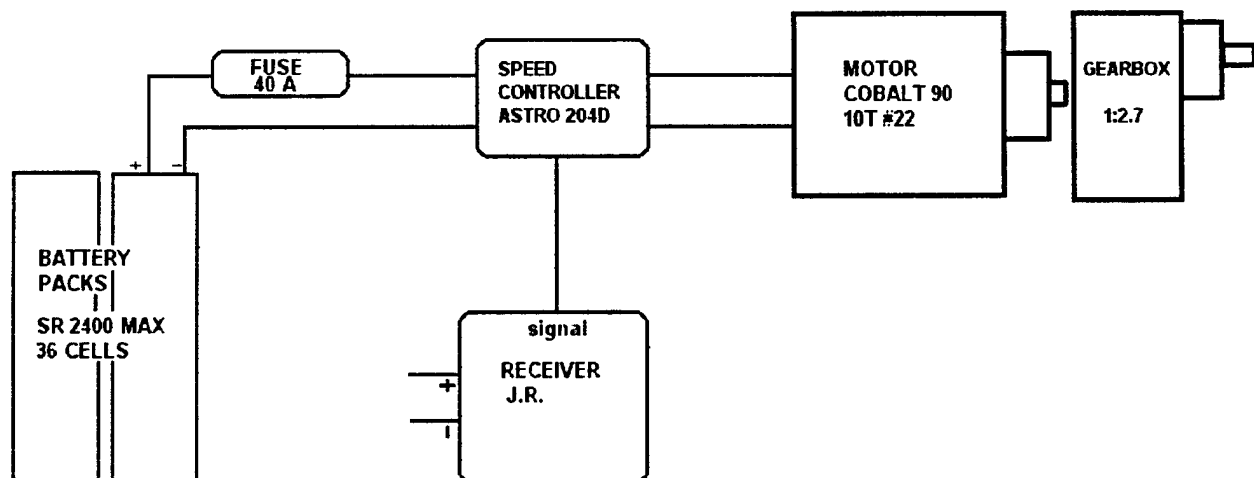 FUSE
40 A
SPEED
CONTROLLER
ASTRO 204D
MOTOR
COBALT 90
10T #22
GEARBOX
1:2.7
+ −
BATTERY
PACKS
SR 2400 MAX
36 CELLS
signal
RECEIVER
J.R.
+
−